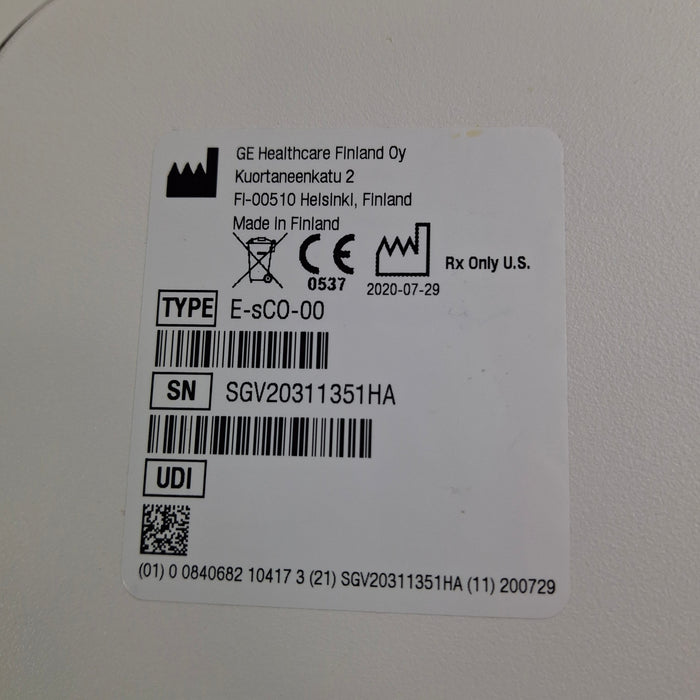 GE Healthcare Finland Oy
Kuortaneenkatu 2
FI-00510 Helsinki, Finland
Made in Finland
CE
0537
2020-07-29
Rx Only U.S.
TYPE E-sCO-00
SN SGV20311351HA
UDI
(01) 0 0840682 10417 3 (21) SGV20311351HA (11) 200729